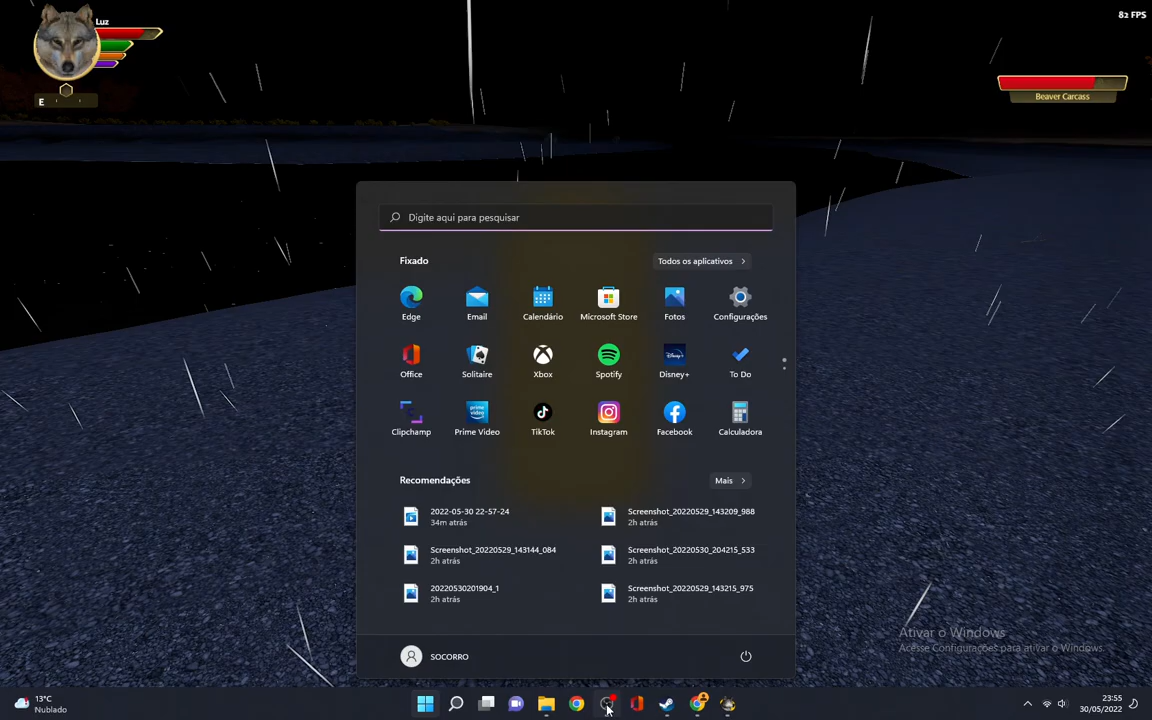 Luz
82 FPS
E
Beaver Carcass
Digite aqui para pesquisar
Fixado
Todos os aplicativos
Edge
Email
Calendário
Microsoft Store
Fotos
Configurações
Office
Solitaire
Xbox
Spotify
Disney+
To Do
Clipchamp
Prime Video
TikTok
Instagram
Facebook
Calculadora
Recomendações
Mais
2022-05-30 22-57-24
34m atrás
Screenshot_20220529_143209_988
2h atrás
Screenshot_20220529_143144_084
2h atrás
Screenshot_20220530_204215_533
2h atrás
20220530201904_1
2h atrás
Screenshot_20220529_143215_975
2h atrás
Ativar o Windows
Acesse Configurações para ativar o Windows.
SOCORRO
13°C
Nublado
23:55
30/05/2022